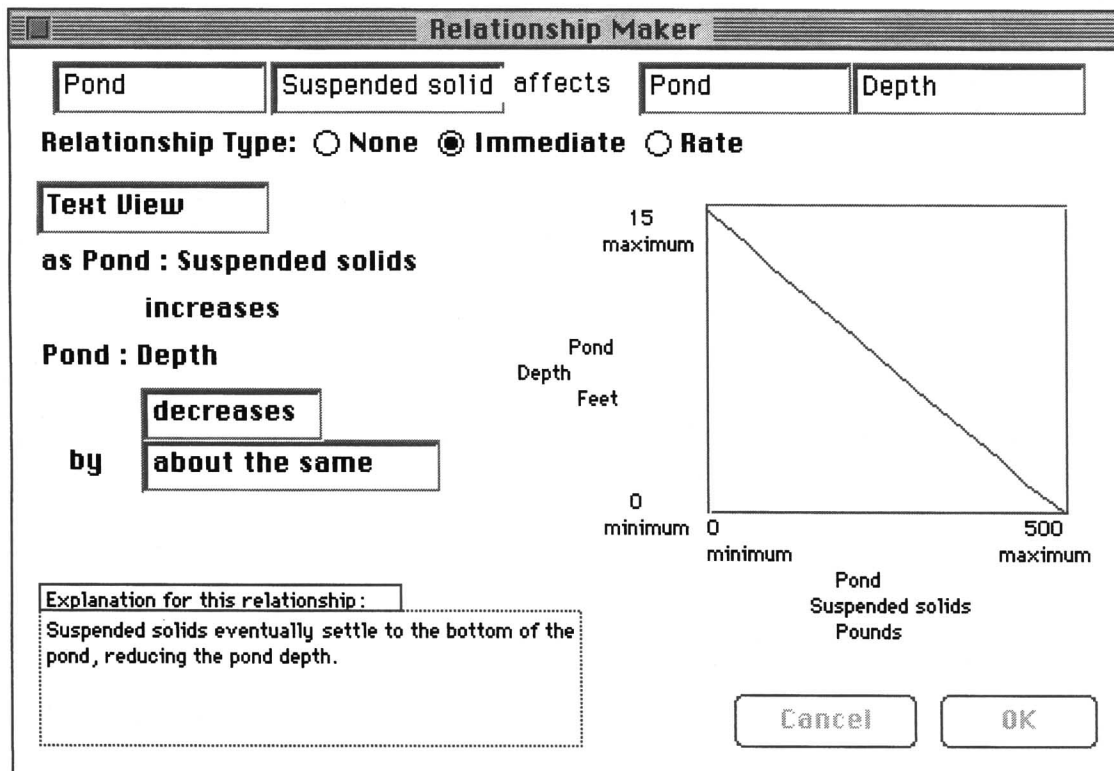 Relationship Maker
Pond Suspended solid affects Pond Depth
Relationship Type: None Immediate Rate
Text View
as Pond : Suspended solids
increases
Pond : Depth
decreases
by about the same
15
maximum
Pond
Depth
Feet
0
minimum
0 500
minimum maximum
Pond
Suspended solids
Pounds
Explanation for this relationship:
Suspended solids eventually settle to the bottom of the
pond, reducing the pond depth.
Cancel OK